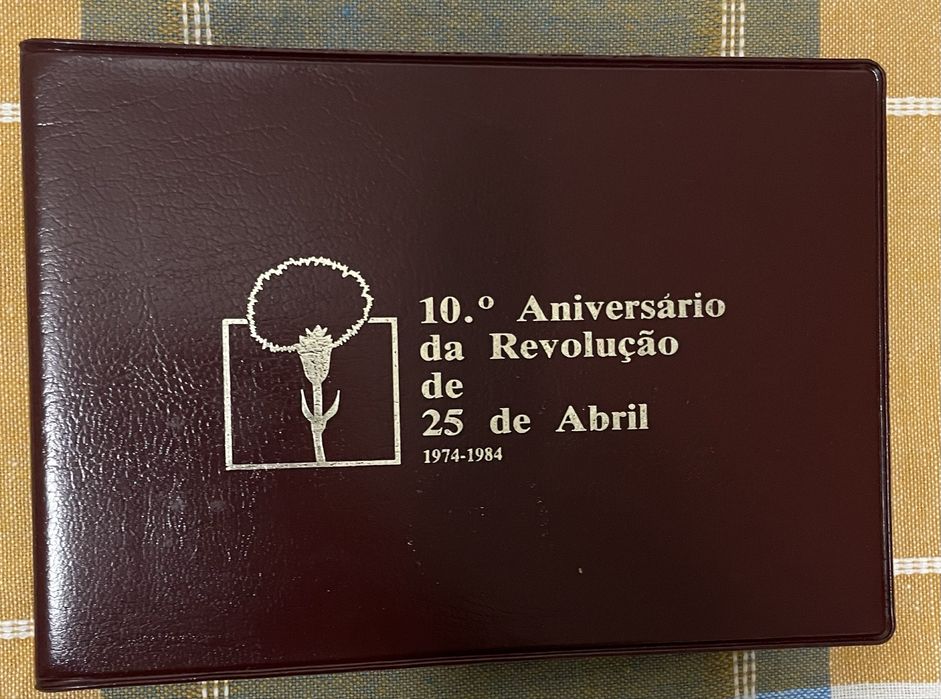 10.º Aniversário
da Revolução
de
25 de Abril
1974-1984